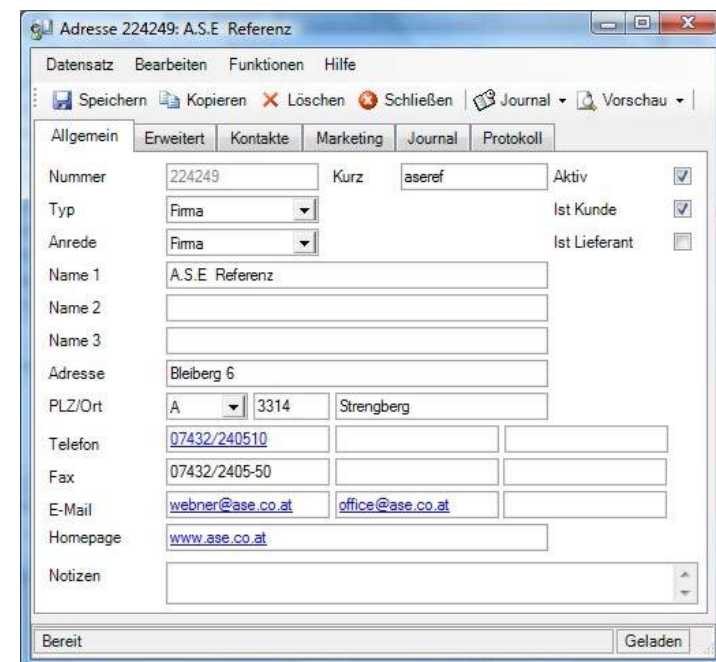 Adresse 224249: A.S.E Referenz
Datensatz Bearbeiten Funktionen Hilfe
Speichern Kopieren Löschen Schließen Journal Vorschau
Allgemein Erweitert Kontakte Marketing Journal Protokoll
Nummer 224249 Kurz aseref Aktiv
Typ Firma Ist Kunde
Anrede Firma Ist Lieferant
Name 1 A.S.E Referenz
Name 2
Name 3
Adresse Bleiberg 6
PLZ/Ort A 3314 Strengberg
Telefon 07432/240510
Fax 07432/2405-50
E-Mail webner@ase.co.at office@ase.co.at
Homepage www.ase.co.at
Notizen
Bereit Geladen